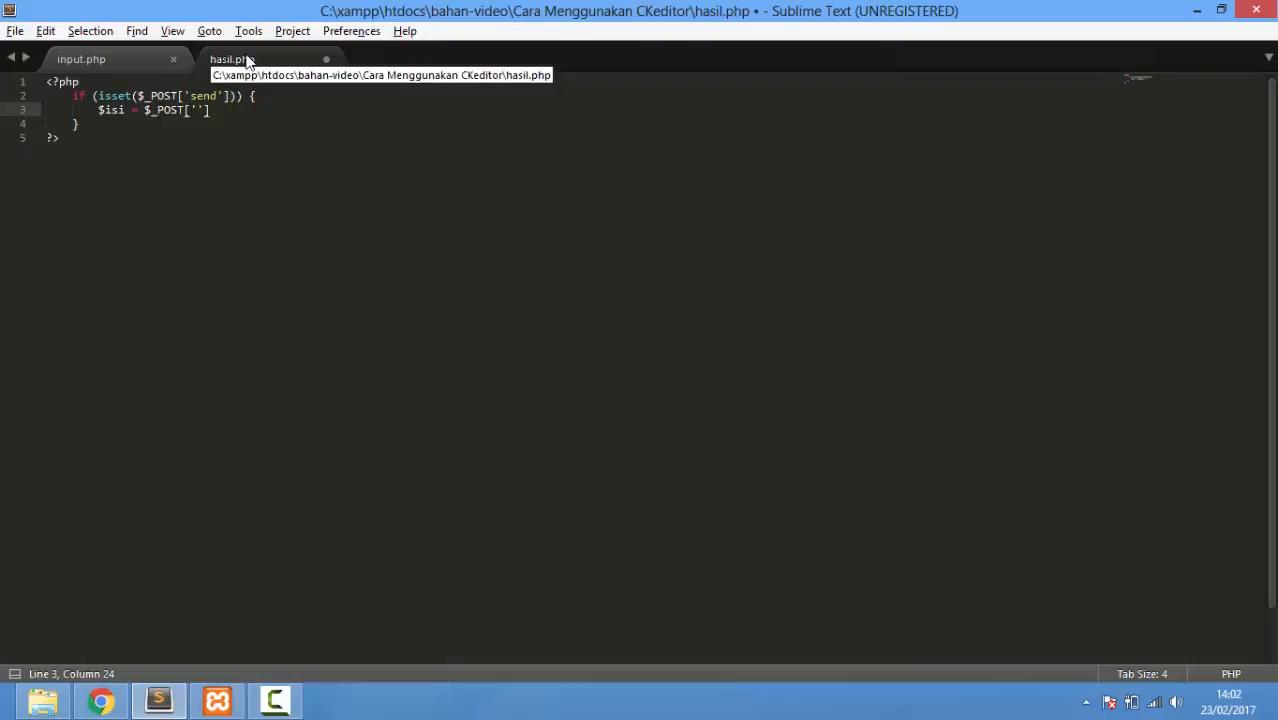 C:\xampp\htdocs\bahan-video\Cara Menggunakan CKeditor\hasil.php • - Sublime Text (UNREGISTERED)
File Edit Selection Find View Goto Tools Project Preferences Help
input.php × hasil.php
C:\xampp\htdocs\bahan-video\Cara Menggunakan CKeditor\hasil.php
1 <?php
2 if (isset($_POST['send'])) {
3 $isi = $_POST['']
4 }
5 ?>
Line 3, Column 24 Tab Size: 4 PHP
14:02
23/02/2017